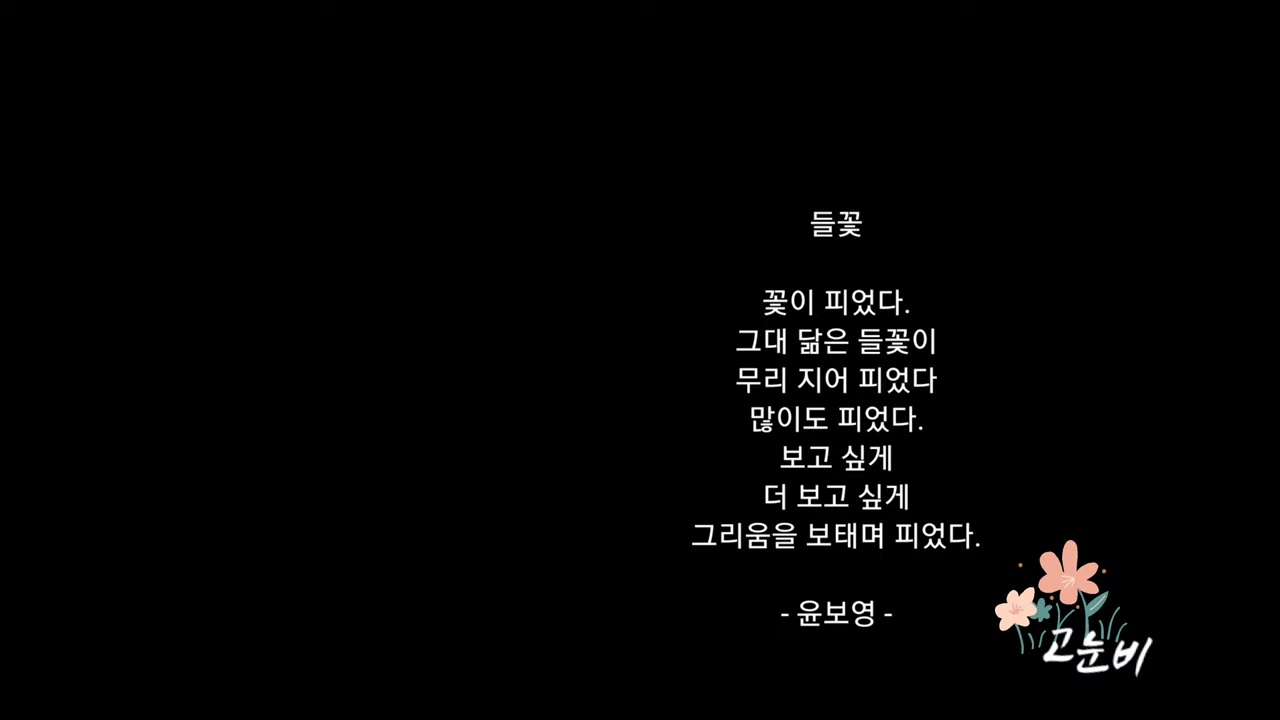 들꽃
꽃이 피었다.
그대 닮은 들꽃이
무리 지어 피었다
많이도 피었다.
보고 싶게
더 보고 싶게
그리움을 보태며 피었다.
- 윤보영 -
고눈비